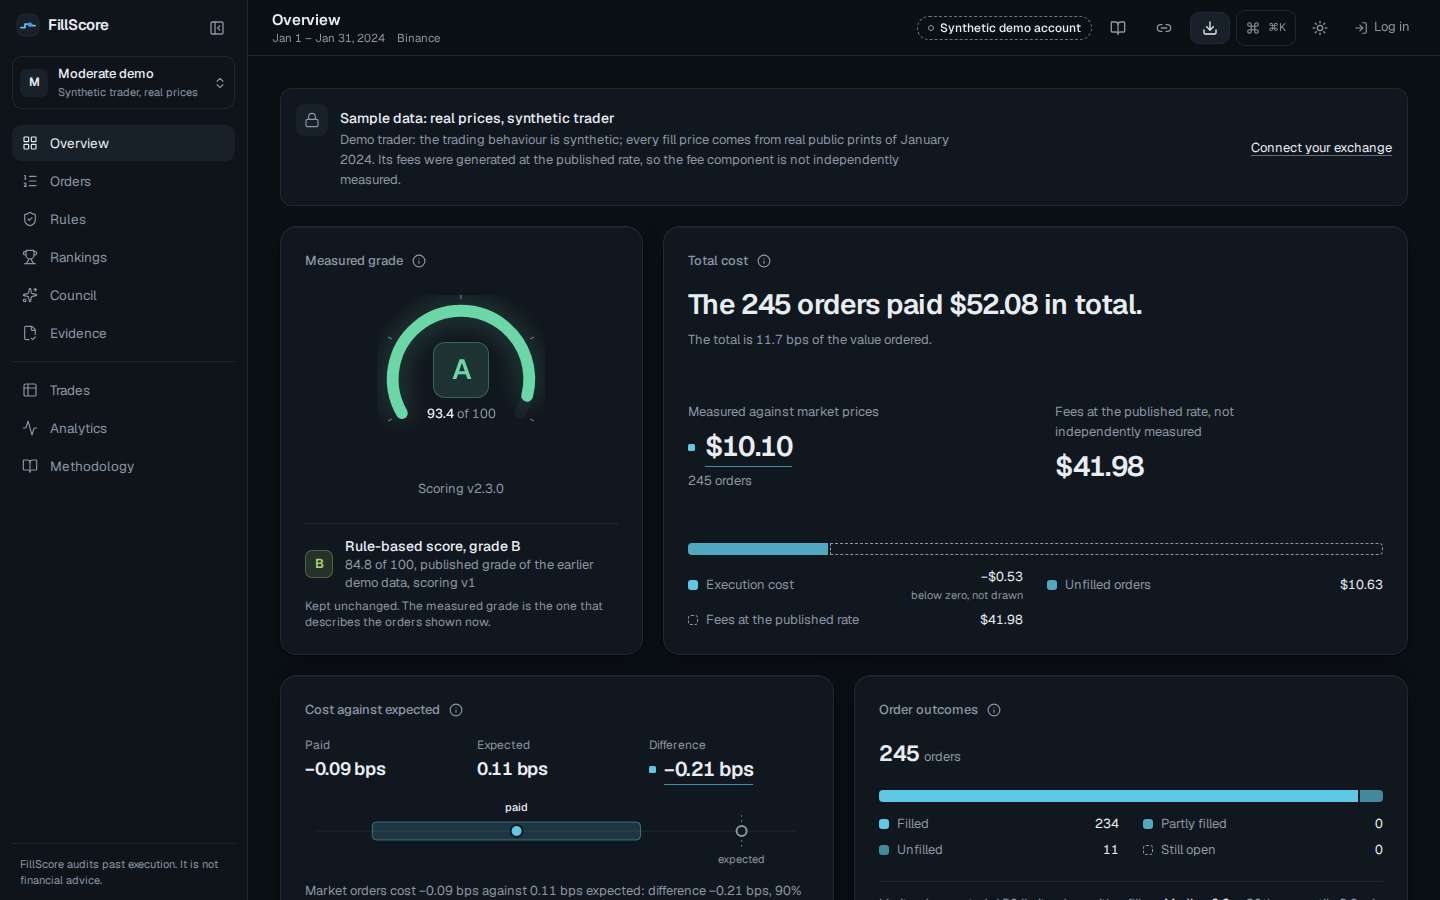 FillScore
M
Moderate demo
Synthetic trader, real prices
Overview
Orders
Rules
Rankings
Council
Evidence
Trades
Analytics
Methodology
FillScore audits past execution. It is not
financial advice.
Overview
Jan 1 – Jan 31, 2024 Binance
Synthetic demo account
⌘ ⌘K
Log in
Sample data: real prices, synthetic trader
Demo trader: the trading behaviour is synthetic; every fill price comes from real public prints of January
2024. Its fees were generated at the published rate, so the fee component is not independently
measured.
Connect your exchange
Measured grade
A
93.4 of 100
Scoring v2.3.0
B
Rule-based score, grade B
84.8 of 100, published grade of the earlier
demo data, scoring v1
Kept unchanged. The measured grade is the one that
describes the orders shown now.
Total cost
The 245 orders paid $52.08 in total.
The total is 11.7 bps of the value ordered.
Measured against market prices
$10.10
245 orders
Fees at the published rate, not
independently measured
$41.98
Execution cost −$0.53
below zero, not drawn
Unfilled orders $10.63
Fees at the published rate $41.98
Cost against expected
Paid
−0.09 bps
Expected
0.11 bps
Difference
−0.21 bps
paid
expected
Market orders cost −0.09 bps against 0.11 bps expected: difference −0.21 bps, 90%
Order outcomes
245 orders
Filled 234
Partly filled 0
Unfilled 11
Still open 0